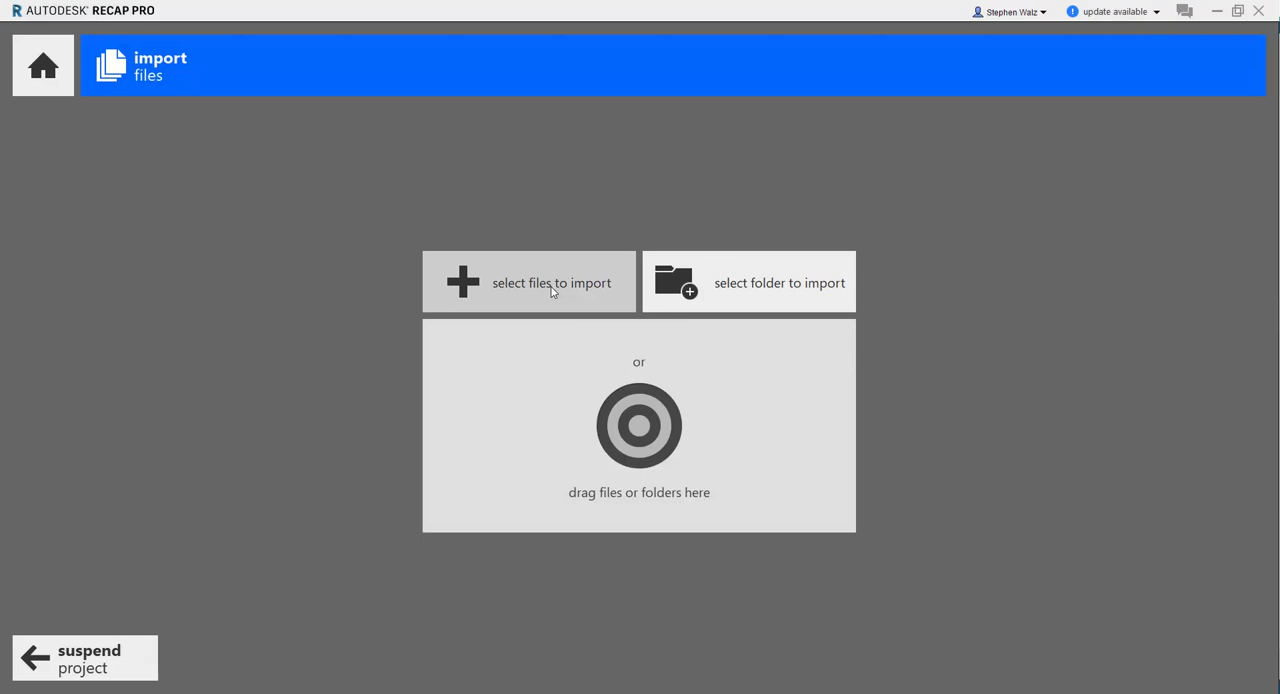 AUTODESK® RECAP PRO
Stephen Walz
update available
import
files
select files to import
select folder to import
or
drag files or folders here
suspend
project